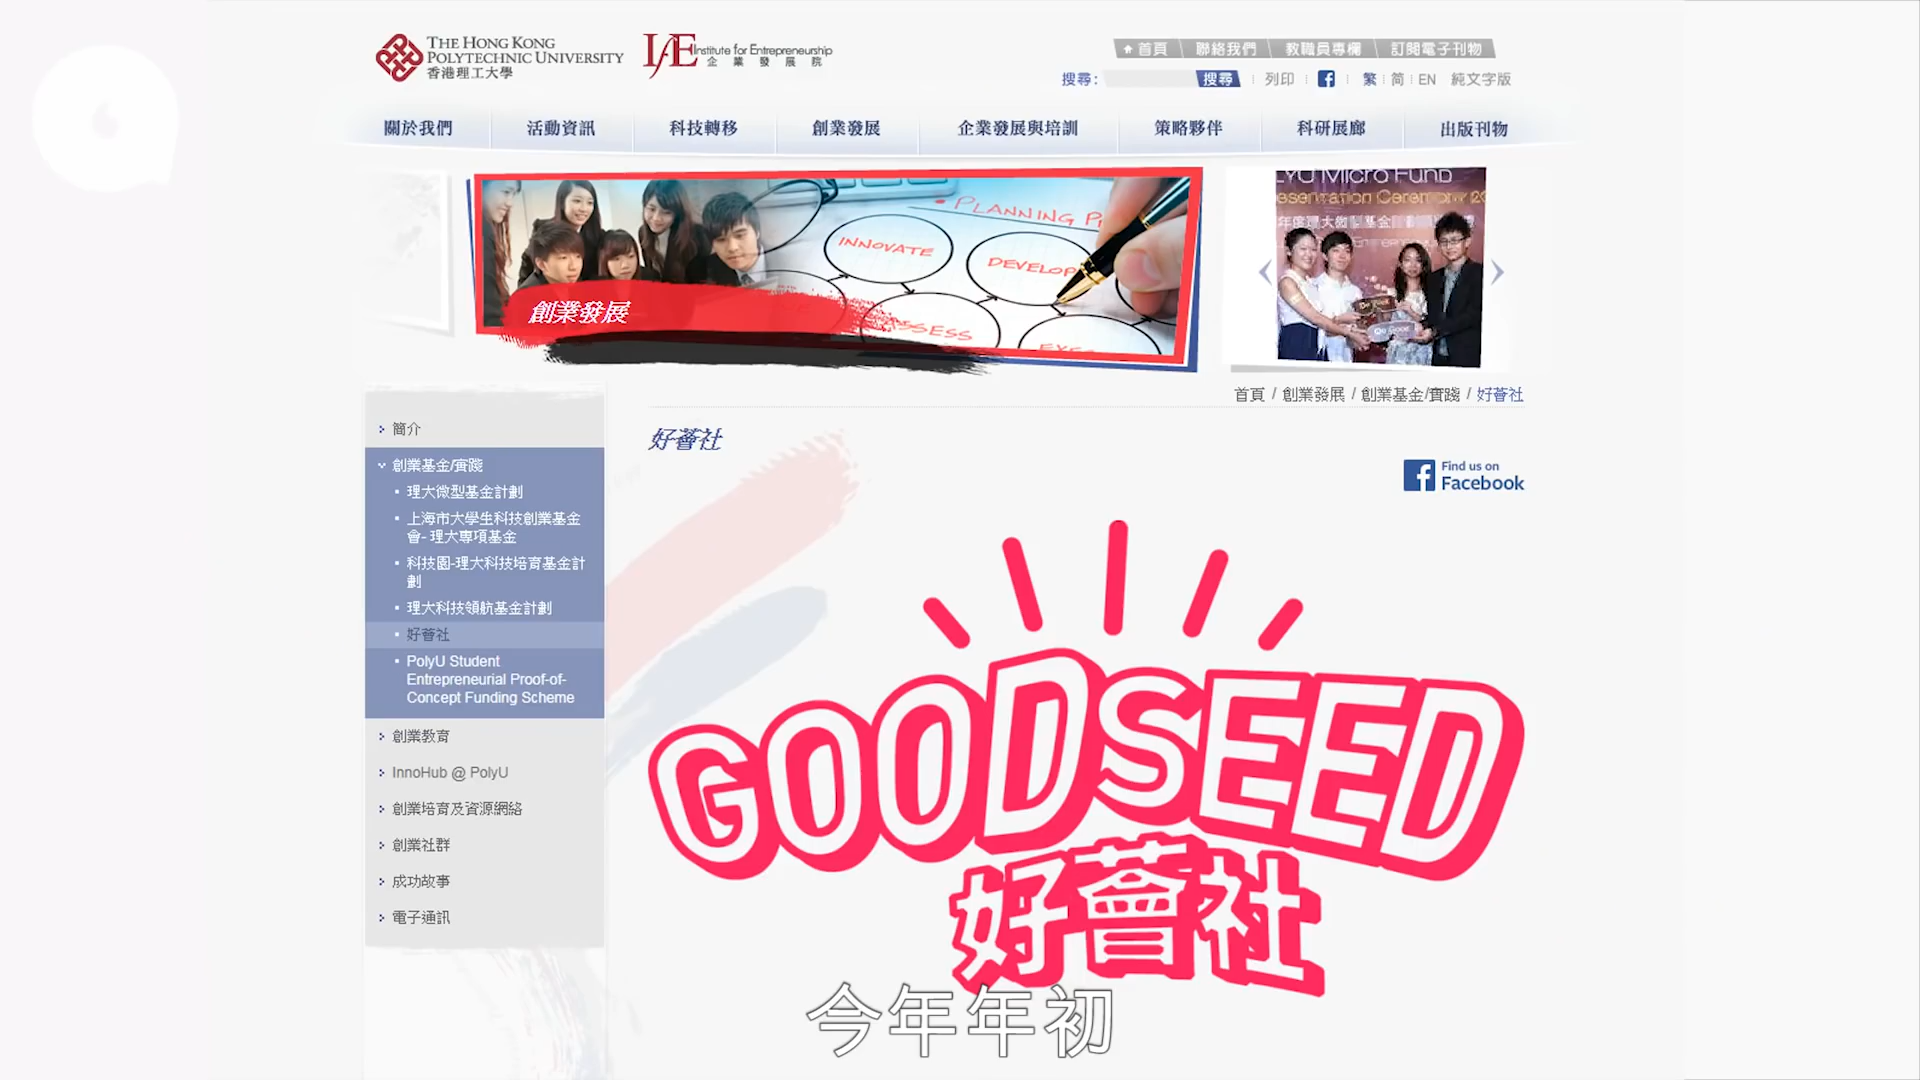 THE HONG KONG
POLYTECHNIC UNIVERSITY
香港理工大學
IfE Institute for Entrepreneurship
企業發展院
首頁 聯絡我們 教職員專欄 訂閱電子刊物
搜尋: 搜尋 列印 繁 简 EN 純文字版
關於我們 活動資訊 科技轉移 創業發展 企業發展與培訓 策略夥伴 科研展廊 出版刊物
PLANNING P
INNOVATE
DEVELOP
ASSESS
EXE
創業發展
LYU Micro Fund
esentation Ceremony 20
首頁 / 創業發展 / 創業基金/實踐 / 好薈社
簡介
創業基金/實踐
理大微型基金計劃
上海市大學生科技創業基金
會- 理大專項基金
科技園-理大科技培育基金計
劃
理大科技領航基金計劃
好薈社
PolyU Student
Entrepreneurial Proof-of-
Concept Funding Scheme
創業教育
InnoHub @ PolyU
創業培育及資源網絡
創業社群
成功故事
電子通訊
好薈社
Find us on
Facebook
GOODSEED
好薈社
今年年初